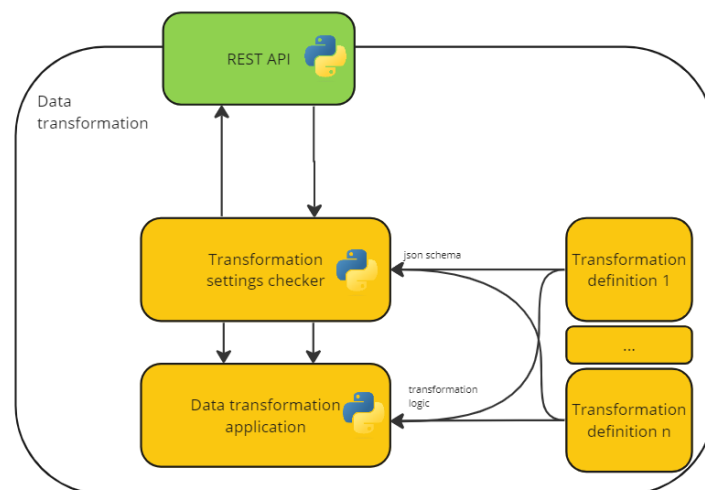 REST API
Data
transformation
Transformation
settings checker
json schema
Transformation
definition 1
...
Data transformation
application
transformation
logic
Transformation
definition n